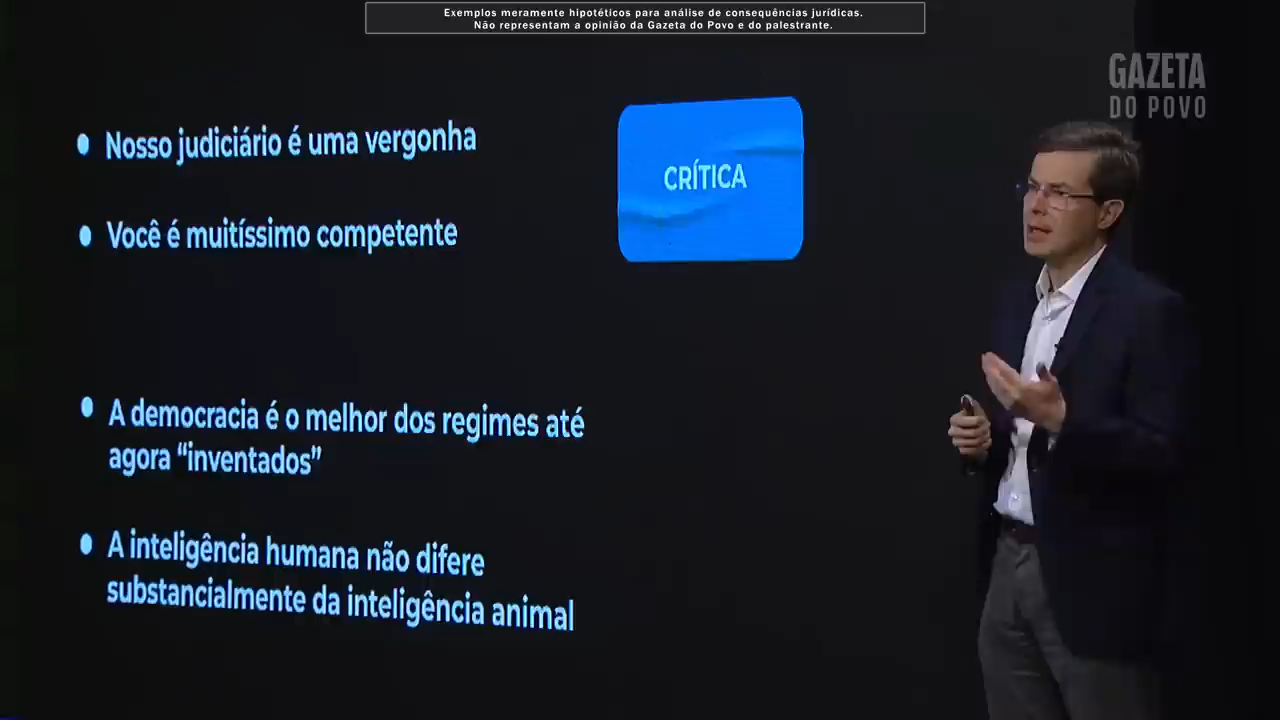 Exemplos meramente hipotéticos para análise de consequências jurídicas.
Não representam a opinião da Gazeta do Povo e do palestrante.
GAZETA
DO POVO
• Nosso judiciário é uma vergonha
• Você é muitíssimo competente
CRÍTICA
• A democracia é o melhor dos regimes até
agora “inventados”
• A inteligência humana não difere
substancialmente da inteligência animal